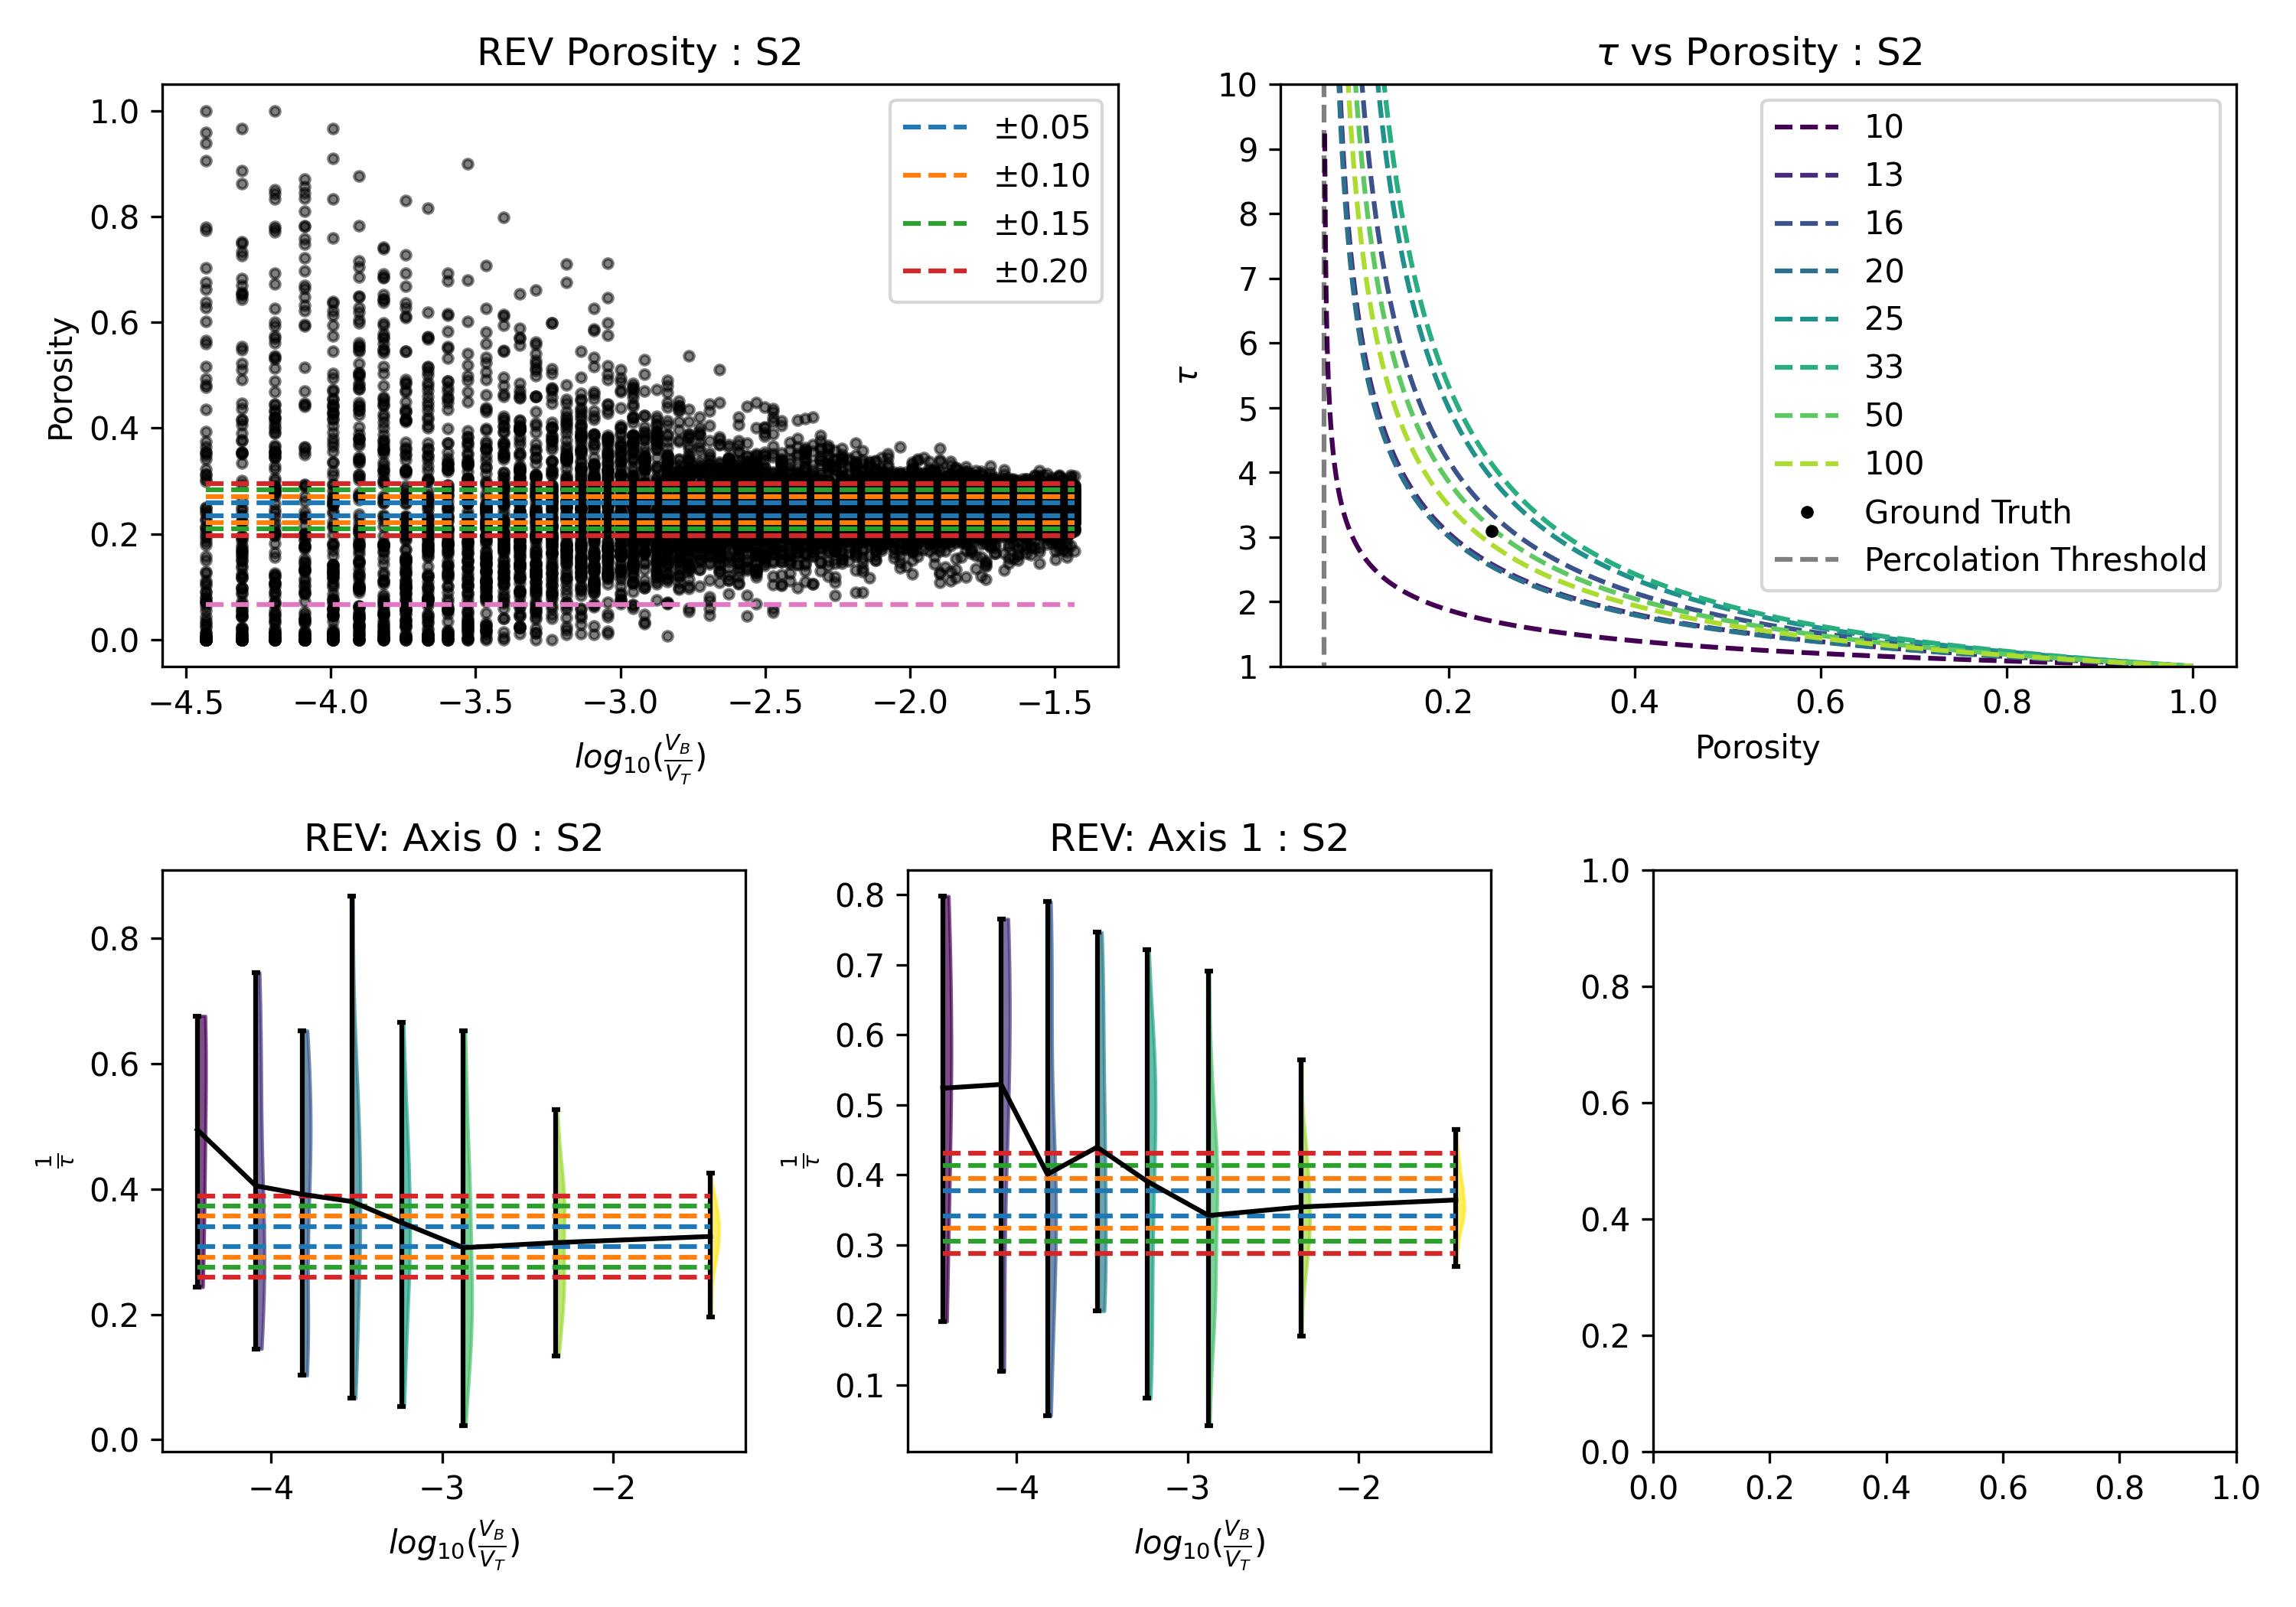 REV Porosity : S2
1.0
0.8
0.6
0.4
0.2
0.0
Porosity
−4.5 −4.0 −3.5 −3.0 −2.5 −2.0 −1.5
log10(VB/VT)
±0.05
±0.10
±0.15
±0.20
τ vs Porosity : S2
10
9
8
7
6
5
4
3
2
1
τ
0.2 0.4 0.6 0.8 1.0
Porosity
10
13
16
20
25
33
50
100
Ground Truth
Percolation Threshold
REV: Axis 0 : S2
0.8
0.6
0.4
0.2
0.0
1/τ
−4 −3 −2
log10(VB/VT)
REV: Axis 1 : S2
0.8
0.7
0.6
0.5
0.4
0.3
0.2
0.1
1/τ
−4 −3 −2
log10(VB/VT)
1.0
0.8
0.6
0.4
0.2
0.0
0.0 0.2 0.4 0.6 0.8 1.0